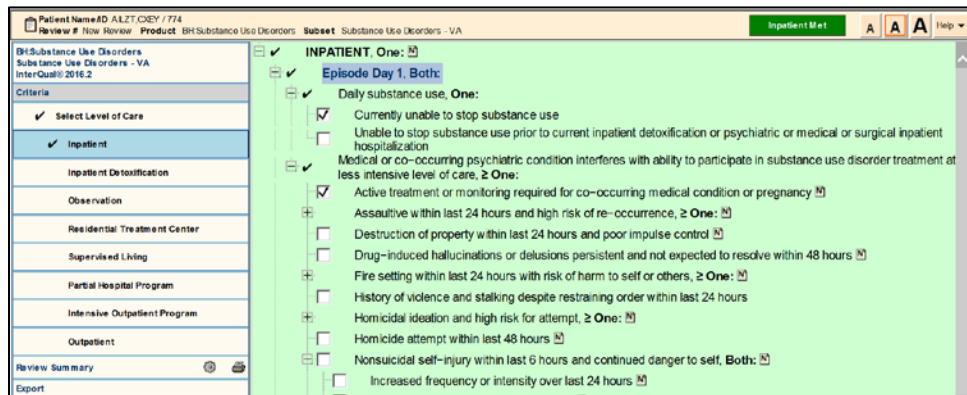 Patient Name/ID AILZT,CXEY / 774
Review # New Review Product BH:Substance Use Disorders Subset Substance Use Disorders - VA
Inpatient Met
A A A Help
BH:Substance Use Disorders
Substance Use Disorders - VA
InterQual® 2016.2
Criteria
Select Level of Care
Inpatient
Inpatient Detoxification
Observation
Residential Treatment Center
Supervised Living
Partial Hospital Program
Intensive Outpatient Program
Outpatient
Review Summary
Export
INPATIENT, One: N
Episode Day 1, Both:
Daily substance use, One:
Currently unable to stop substance use
Unable to stop substance use prior to current inpatient detoxification or psychiatric or medical or surgical inpatient
hospitalization
Medical or co-occurring psychiatric condition interferes with ability to participate in substance use disorder treatment at
less intensive level of care, ≥ One:
Active treatment or monitoring required for co-occurring medical condition or pregnancy N
Assaultive within last 24 hours and high risk of re-occurrence, ≥ One: N
Destruction of property within last 24 hours and poor impulse control N
Drug-induced hallucinations or delusions persistent and not expected to resolve within 48 hours N
Fire setting within last 24 hours with risk of harm to self or others, ≥ One: N
History of violence and stalking despite restraining order within last 24 hours
Homicidal ideation and high risk for attempt, ≥ One: N
Homicide attempt within last 48 hours N
Nonsuicidal self-injury within last 6 hours and continued danger to self, Both: N
Increased frequency or intensity over last 24 hours N